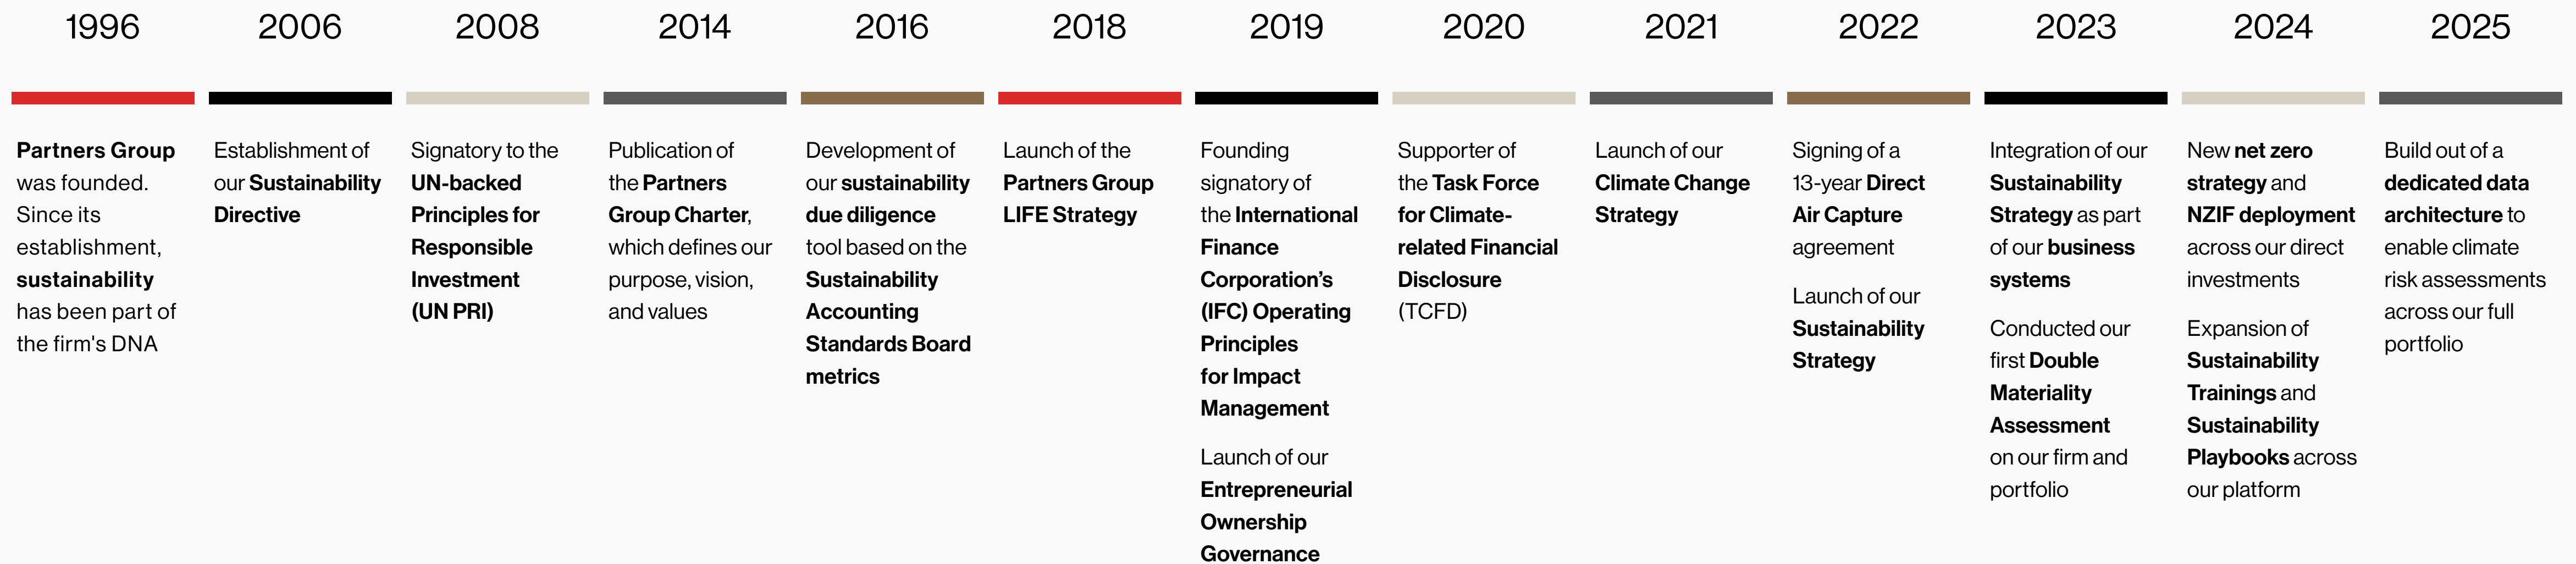 1996
Partners Group
was founded.
Since its
establishment,
sustainability
has been part of
the firm's DNA
2006
Establishment of
our Sustainability
Directive
2008
Signatory to the
UN-backed
Principles for
Responsible
Investment
(UN PRI)
2014
Publication of
the Partners
Group Charter,
which defines our
purpose, vision,
and values
2016
Development of
our sustainability
due diligence
tool based on the
Sustainability
Accounting
Standards Board
metrics
2018
Launch of the
Partners Group
LIFE Strategy
2019
Founding
signatory of
the International
Finance
Corporation’s
(IFC) Operating
Principles
for Impact
Management
Launch of our
Entrepreneurial
Ownership
Governance
2020
Supporter of
the Task Force
for Climate-
related Financial
Disclosure
(TCFD)
2021
Launch of our
Climate Change
Strategy
2022
Signing of a
13-year Direct
Air Capture
agreement
Launch of our
Sustainability
Strategy
2023
Integration of our
Sustainability
Strategy as part
of our business
systems
Conducted our
first Double
Materiality
Assessment
on our firm and
portfolio
2024
New net zero
strategy and
NZIF deployment
across our direct
investments
Expansion of
Sustainability
Trainings and
Sustainability
Playbooks across
our platform
2025
Build out of a
dedicated data
architecture to
enable climate
risk assessments
across our full
portfolio